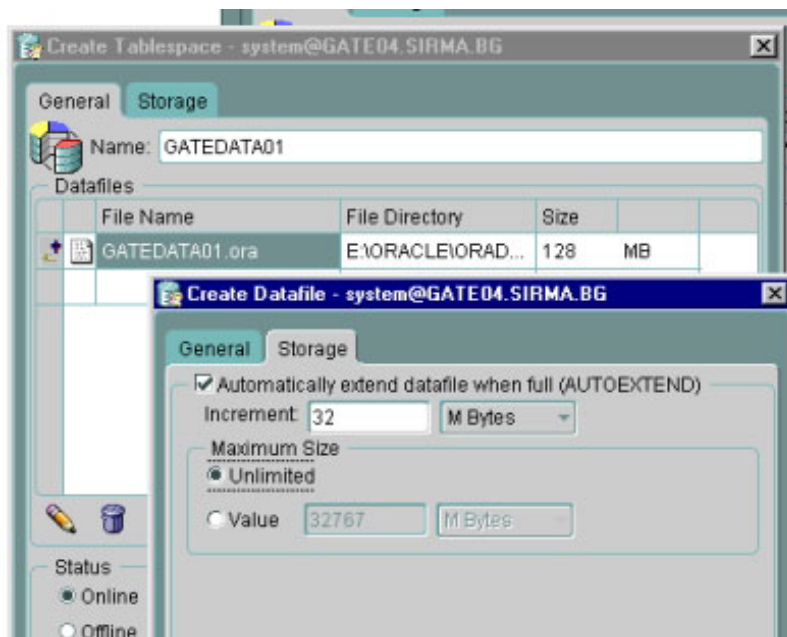 Create Tablespace - system@GATE04.SIRMA.BG
General Storage
Name: GATEDATA01
Datafiles
File Name File Directory Size
GATEDATA01.ora E:\ORACLE\ORAD... 128 MB
Create Datafile - system@GATE04.SIRMA.BG
General Storage
Automatically extend datafile when full (AUTOEXTEND)
Increment: 32 M Bytes
Maximum Size
Unlimited
Value 32767 M Bytes
Status
Online
Offline